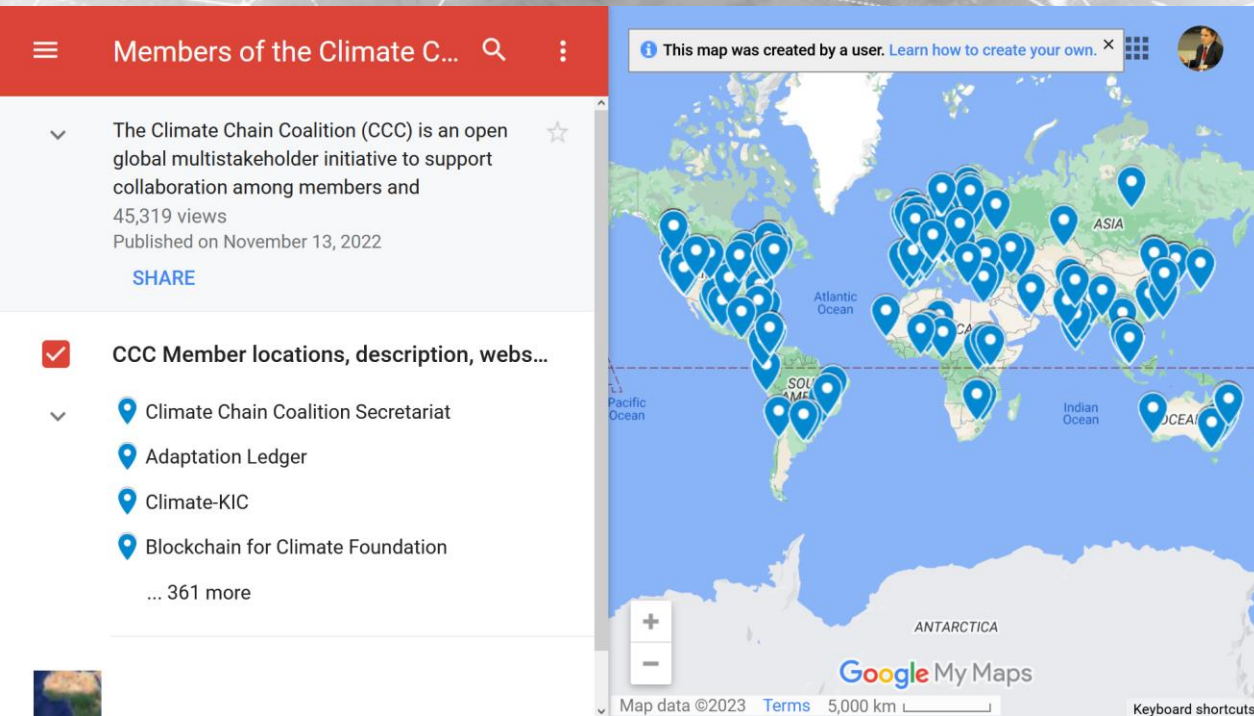 Members of the Climate C...
The Climate Chain Coalition (CCC) is an open
global multistakeholder initiative to support
collaboration among members and
45,319 views
Published on November 13, 2022
SHARE
CCC Member locations, description, webs...
Climate Chain Coalition Secretariat
Adaptation Ledger
Climate-KIC
Blockchain for Climate Foundation
... 361 more
This map was created by a user. Learn how to create your own.
ASIA
Atlantic
Ocean
Pacific
Ocean
Indian
Ocean
ANTARCTICA
Google My Maps
Map data ©2023 Terms 5,000 km
Keyboard shortcuts